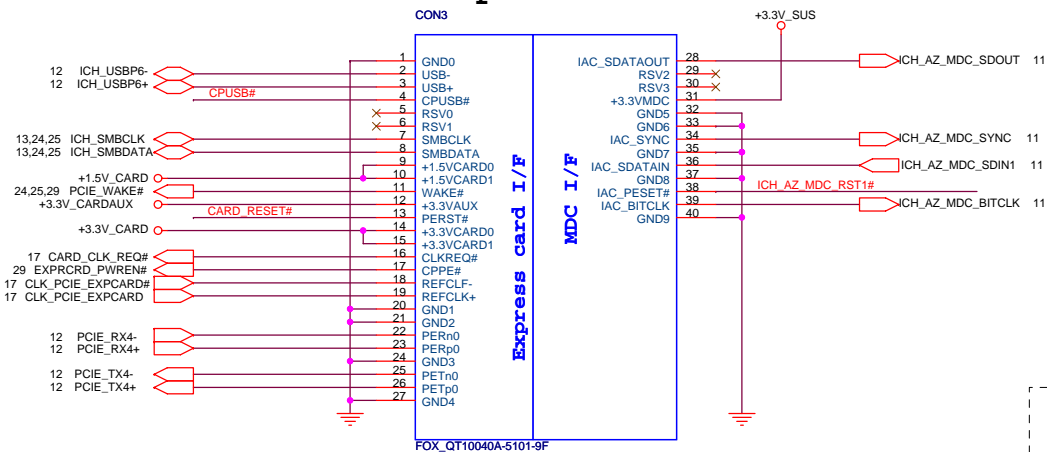 CON3
+3.3V_SUS
1 GND0 IAC_SDATAOUT 28 ICH_AZ_MDC_SDOUT 11
12 ICH_USBP6- 2 USB- RSV2 29
12 ICH_USBP6+ 3 USB+ RSV3 30
CPUSB# 4 CPUSB# +3.3VMDC 31
5 RSV0 GND5 32
6 RSV1 GND6 33
13,24,25 ICH_SMBCLK 7 SMBCLK IAC_SYNC 34 ICH_AZ_MDC_SYNC 11
13,24,25 ICH_SMBDATA 8 SMBDATA GND7 35
9 +1.5VCARD0 IAC_SDATAIN 36 ICH_AZ_MDC_SDIN1 11
+1.5V_CARD 10 +1.5VCARD1 GND8 37
24,25,29 PCIE_WAKE# 11 WAKE# IAC_PESET# 38 ICH_AZ_MDC_RST1#
+3.3V_CARDAUX 12 +3.3VAUX IAC_BITCLK 39 ICH_AZ_MDC_BITCLK 11
CARD_RESET# 13 PERST# GND9 40
+3.3V_CARD 14 +3.3VCARD0
15 +3.3VCARD1
17 CARD_CLK_REQ# 16 CLKREQ#
29 EXPRCRD_PWREN# 17 CPPE#
17 CLK_PCIE_EXPCARD# 18 REFCLF-
17 CLK_PCIE_EXPCARD 19 REFCLK+
20 GND1
21 GND2
12 PCIE_RX4- 22 PERn0
12 PCIE_RX4+ 23 PERp0
24 GND3
12 PCIE_TX4- 25 PETn0
12 PCIE_TX4+ 26 PETp0
27 GND4
Express card I/F
MDC I/F
FOX_QT10040A-5101-9F